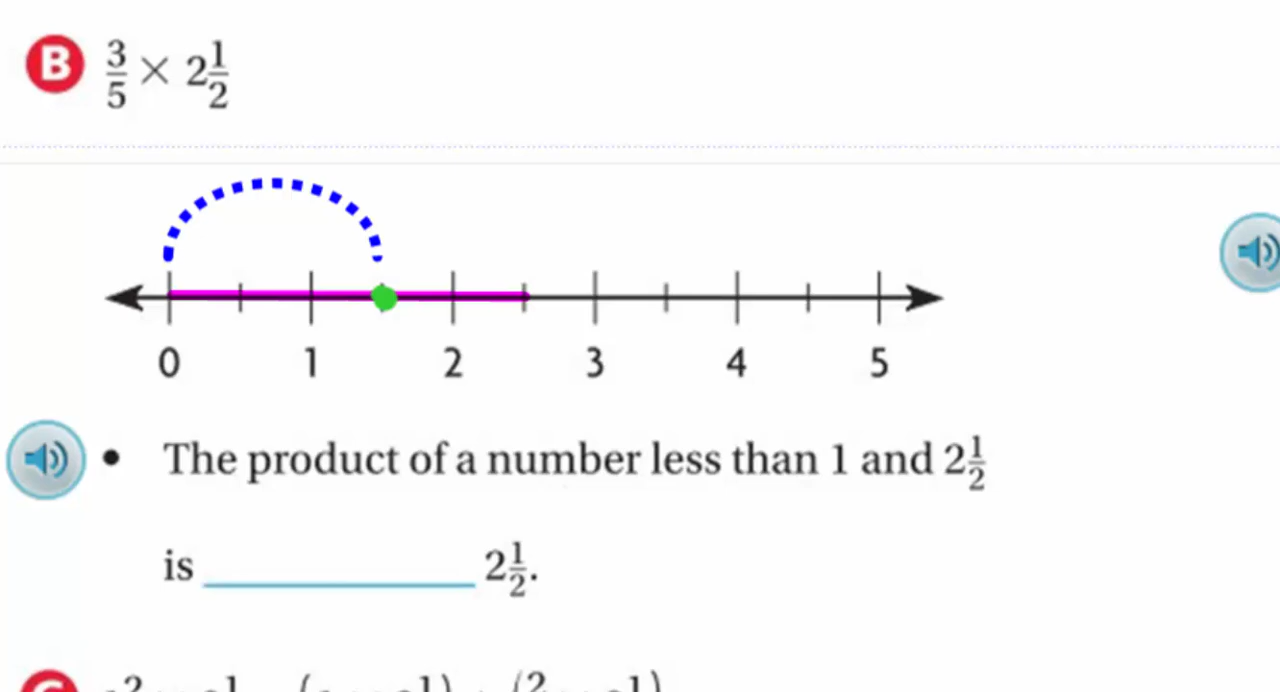 B 3/5 × 2 1/2
0 1 2 3 4 5
• The product of a number less than 1 and 2 1/2
is __________ 2 1/2.